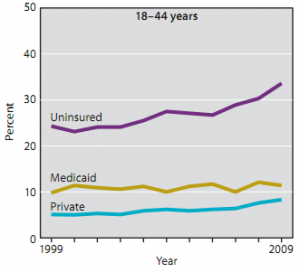 18–44 years
50
40
30
20
10
0
Percent
Uninsured
Medicaid
Private
1999
2009
Year